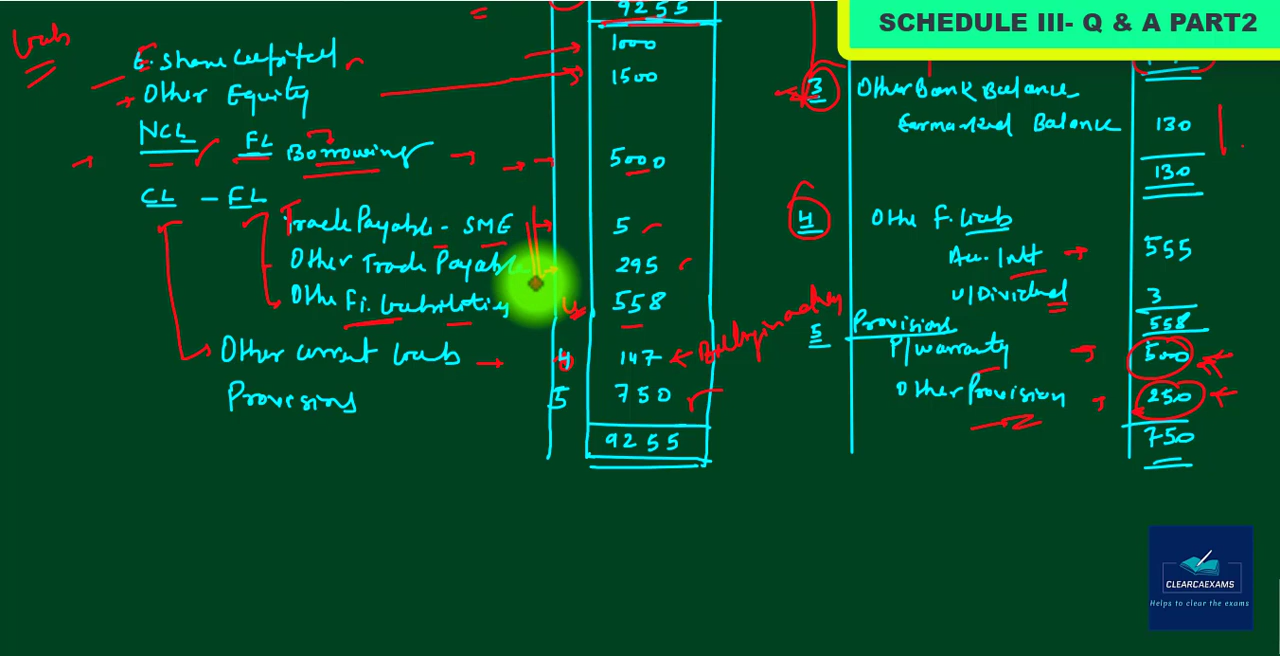 SCHEDULE III- Q & A PART2
9255
Liab
E. Share Capital
1000
Other Equity
1500
NCL FL Borrowing
5000
CL - FL
Trade Payable - SME
5
Other Trade Payable
295
Othe Fi. Liabilities
4
558
Other current Liab
147
Provisions
5
750
9255
3
Other Bank Balance
Earmarked Balance
130
130
4
Othe F. Liab
Acc. Int
555
U/Dividend
3
558
5
Provisions
P/warranty
500
Other Provision
250
750
CLEARCAEXAMS
Helps to clear the exams